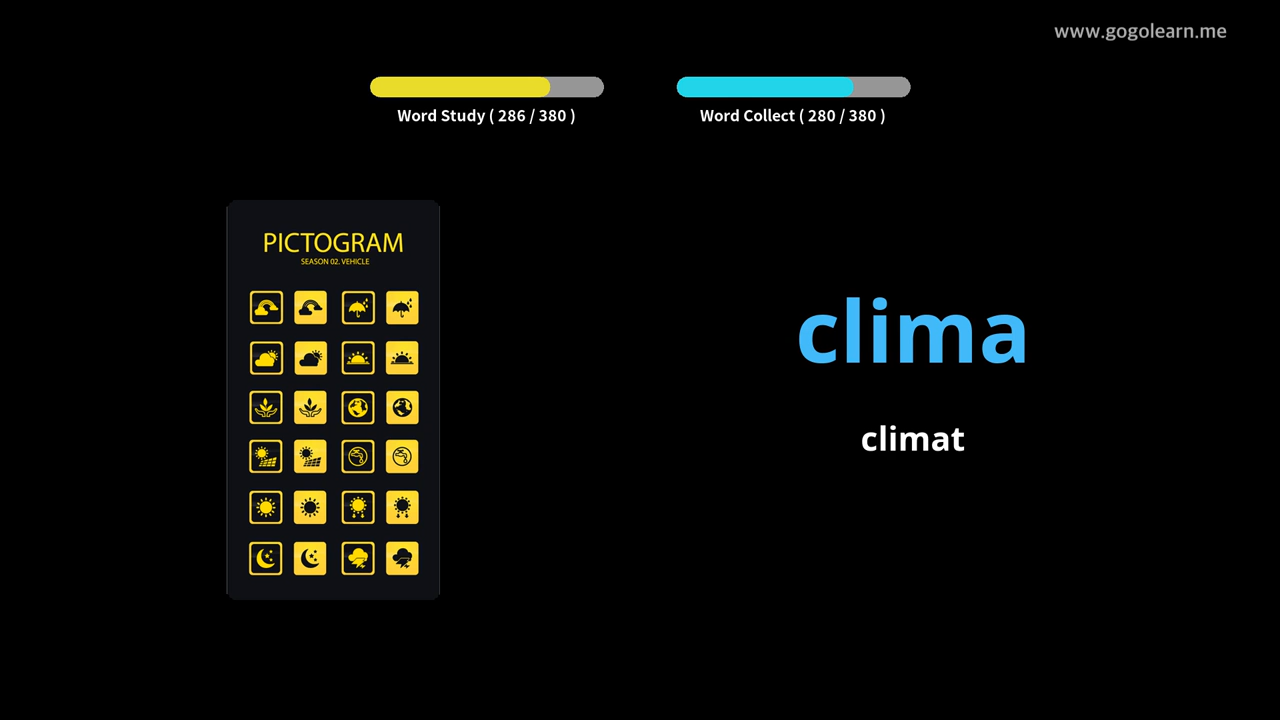 www.gogolearn.me
Word Study ( 286 / 380 )
Word Collect ( 280 / 380 )
PICTOGRAM
SEASON 02. VEHICLE
clima
climat